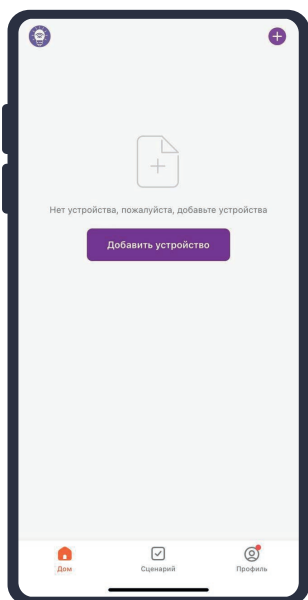 Нет устройства, пожалуйста, добавьте устройства
Добавить устройство
Дом Сценарий Профиль